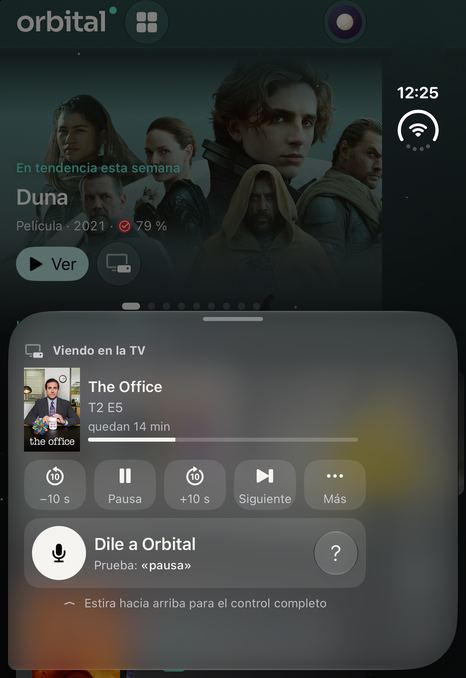 orbital
12:25
En tendencia esta semana
Duna
Película · 2021 · 79 %
Ver
Viendo en la TV
The Office
T2 E5
quedan 14 min
the office
10
10
−10 s
Pausa
+10 s
Siguiente
Más
Dile a Orbital
Prueba: «pausa»
?
Estira hacia arriba para el control completo